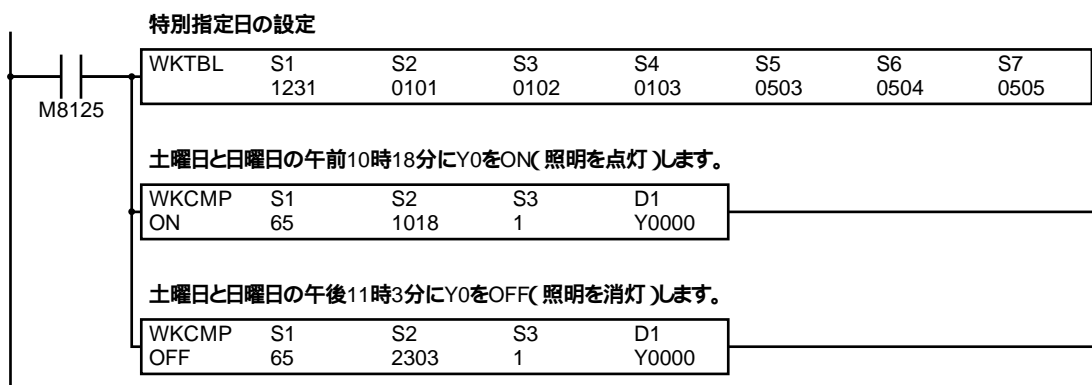 特別指定日の設定
WKTBL S1 S2 S3 S4 S5 S6 S7
1231 0101 0102 0103 0503 0504 0505
M8125
土曜日と日曜日の午前10時18分にY0をON(照明を点灯)します。
WKCMP S1 S2 S3 D1
ON 65 1018 1 Y0000
土曜日と日曜日の午後11時3分にY0をOFF(照明を消灯)します。
WKCMP S1 S2 S3 D1
OFF 65 2303 1 Y0000